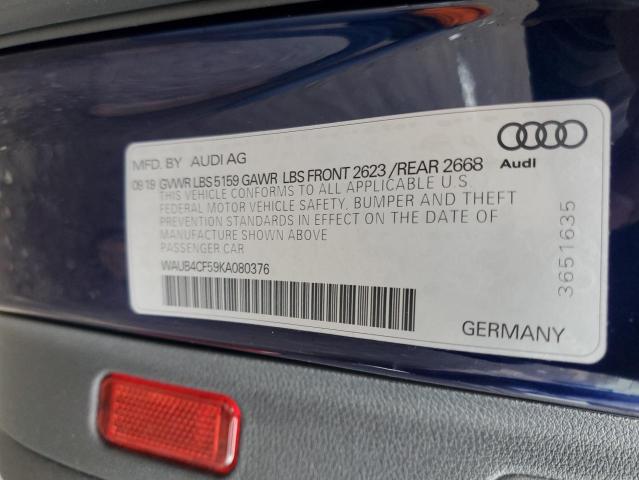 MFD. BY AUDI AG
09 19 GVWR LBS 5159 GAWR LBS FRONT 2623 /REAR 2668
THIS VEHICLE CONFORMS TO ALL APPLICABLE U.S.
FEDERAL MOTOR VEHICLE SAFETY, BUMPER AND THEFT
PREVENTION STANDARDS IN EFFECT ON THE DATE OF
MANUFACTURE SHOWN ABOVE
PASSENGER CAR
WAUB4CF59KA080376
Audi
3651635
GERMANY